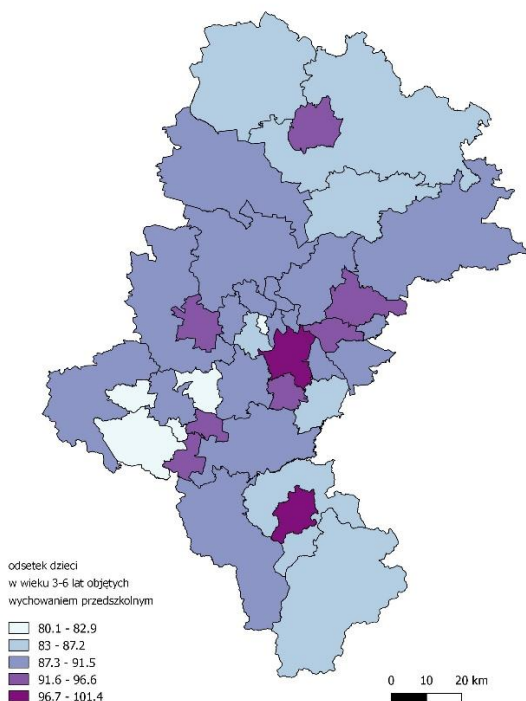 odsetek dzieci
w wieku 3-6 lat objętych
wychowaniem przedszkolnym
80.1 - 82.9
83 - 87.2
87.3 - 91.5
91.6 - 96.6
96.7 - 101.4
0 10 20 km